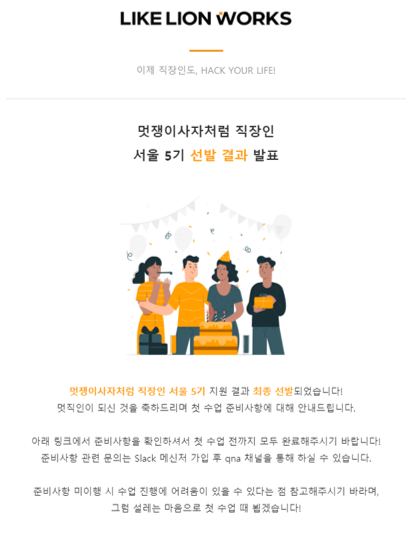 LIKE LION WORKS
이제 직장인도, HACK YOUR LIFE!
멋쟁이사자처럼 직장인
서울 5기 선발 결과 발표
멋쟁이사자처럼 직장인 서울 5기 지원 결과 최종 선발되었습니다!
멋직인이 되신 것을 축하드리며 첫 수업 준비사항에 대해 안내드립니다.
아래 링크에서 준비사항을 확인하셔서 첫 수업 전까지 모두 완료해주시기 바랍니다!
준비사항 관련 문의는 Slack 메신저 가입 후 qna 채널을 통해 하실 수 있습니다.
준비사항 미이행 시 수업 진행에 어려움이 있을 수 있다는 점 참고해주시기 바라며,
그럼 설레는 마음으로 첫 수업 때 뵙겠습니다!